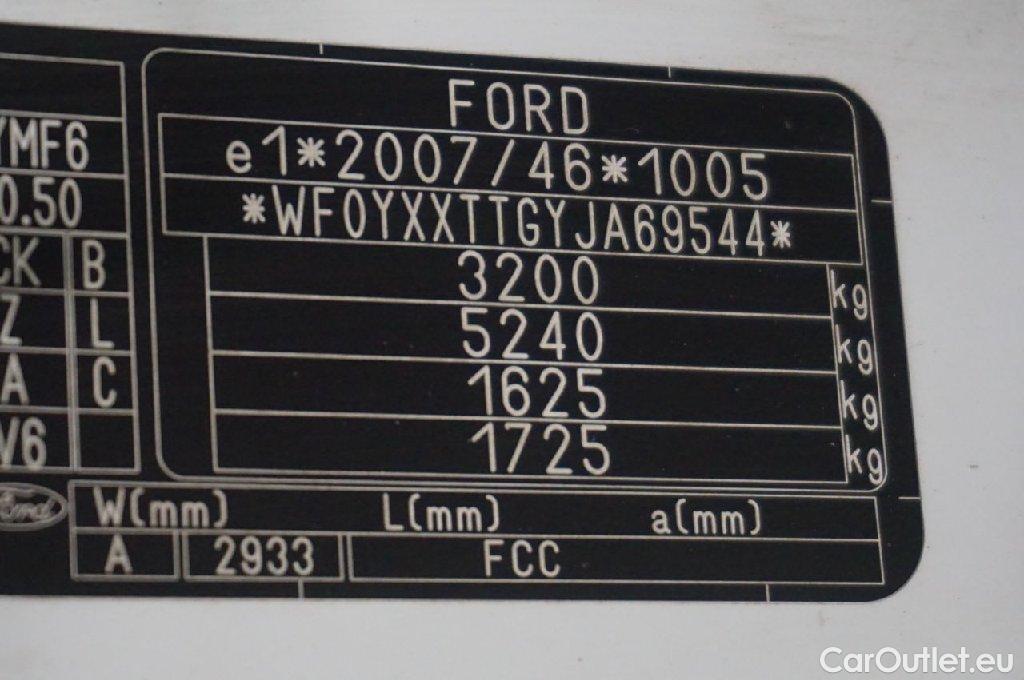 FORD
e1*2007/46*1005
*WF0YXXTTGYJA69544*
3200 kg
5240 kg
1625 kg
1725 kg
YMF6
0.50
CK B
Z L
A C
V6
Ford
W(mm) L(mm) a(mm)
A 2933 FCC
CarOutlet.eu